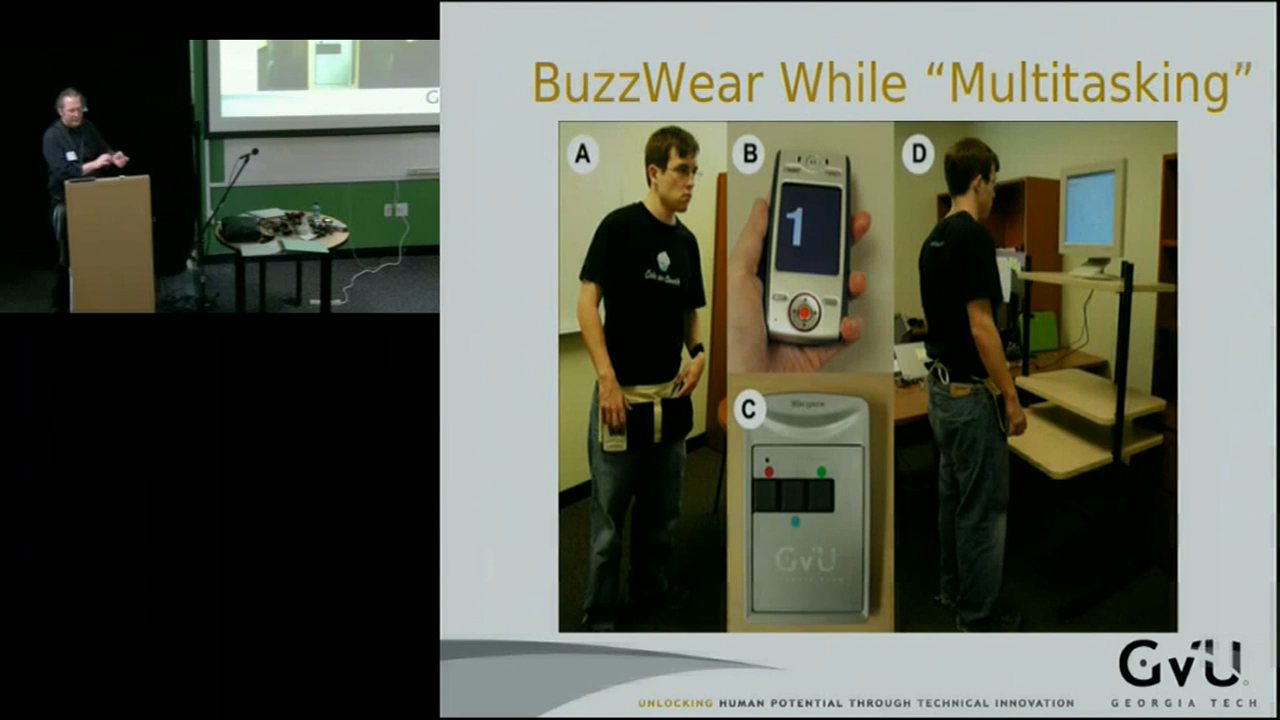 BuzzWear While “Multitasking”
A
B
D
1
C
GvU
GvU
GEORGIA TECH
UNLOCKING HUMAN POTENTIAL THROUGH TECHNICAL INNOVATION